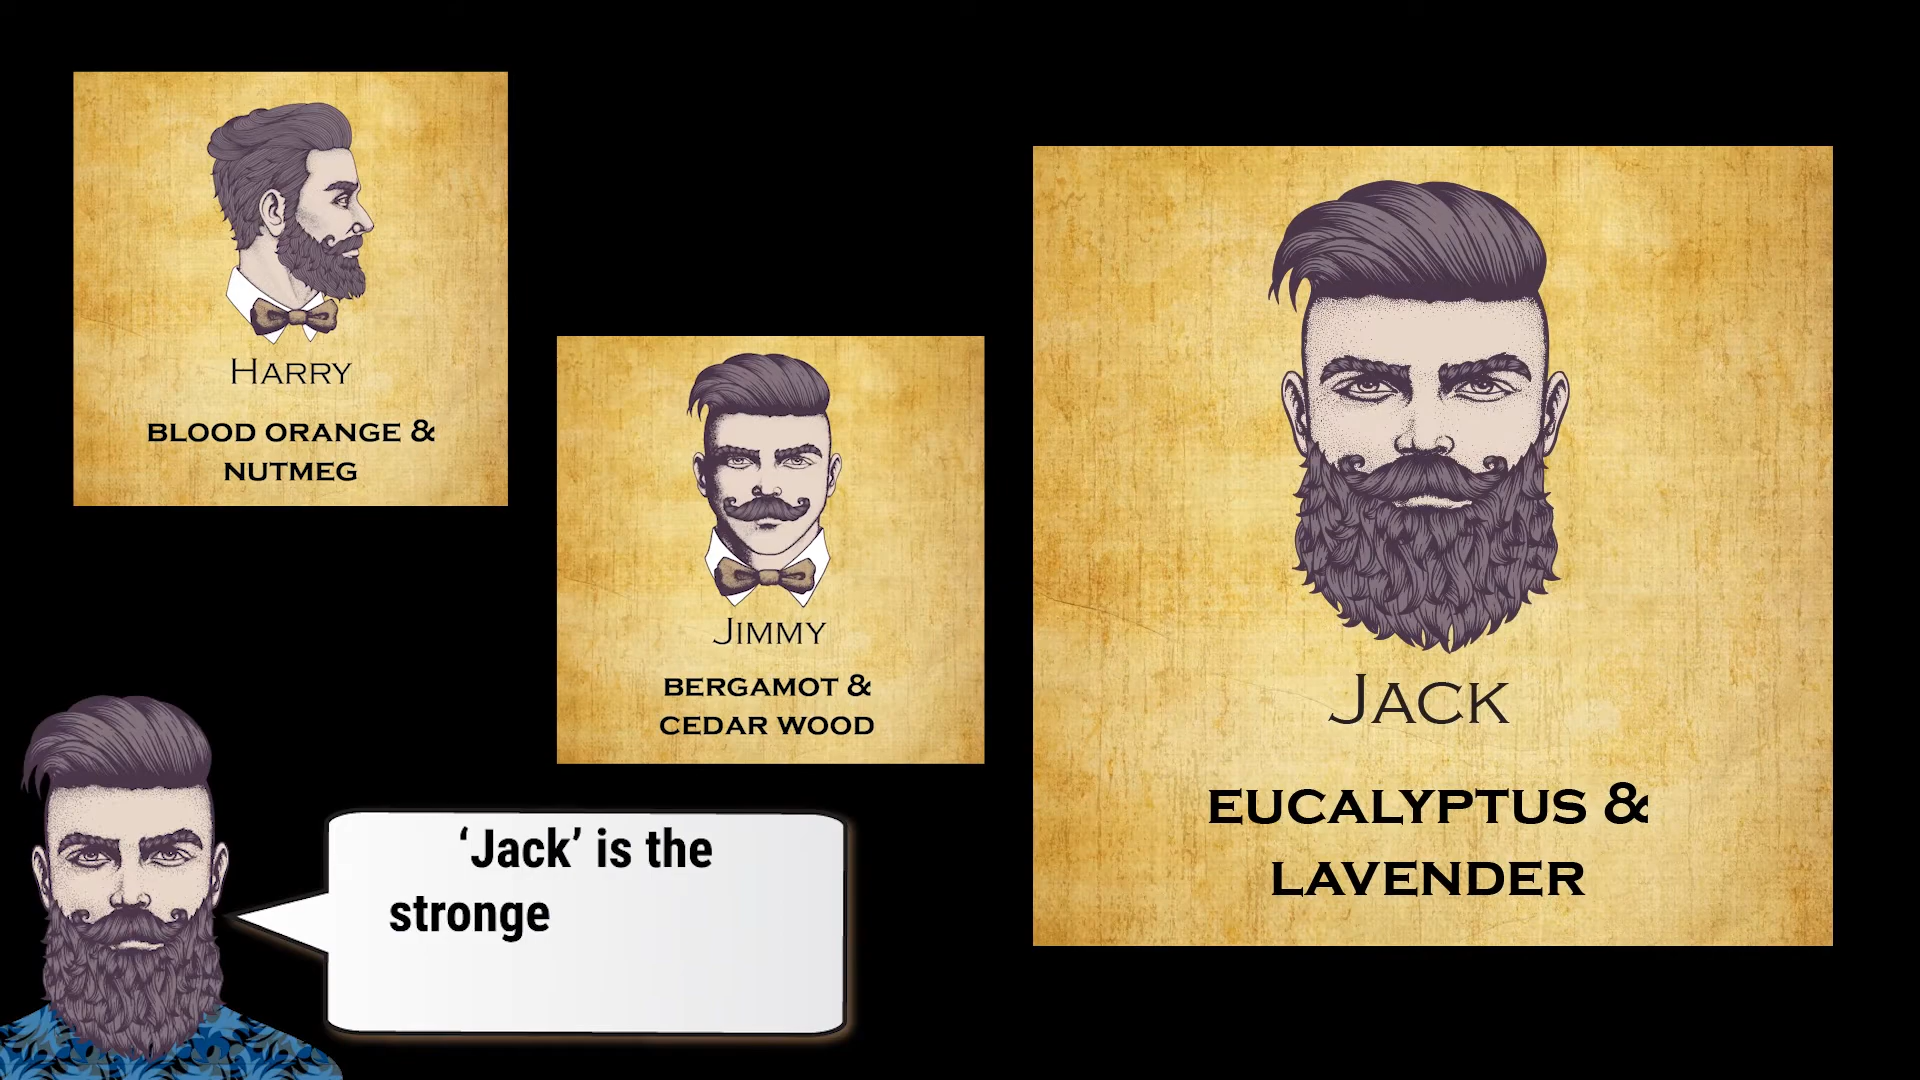 HARRY
BLOOD ORANGE &
NUTMEG
JIMMY
BERGAMOT &
CEDAR WOOD
JACK
EUCALYPTUS &
LAVENDER
‘Jack’ is the
stronge